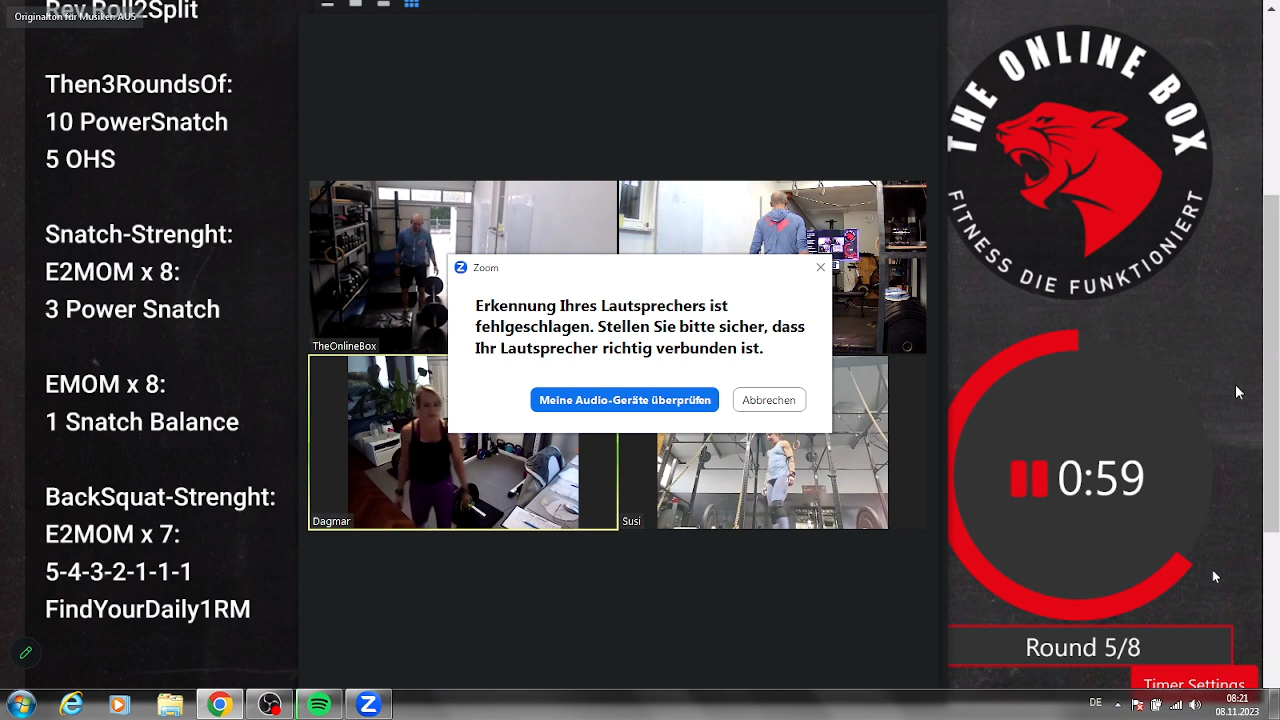 Rev.Roll2Split
Originalton für Musiker: AUS
Then3RoundsOf:
10 PowerSnatch
5 OHS
Snatch-Strenght:
E2MOM x 8:
3 Power Snatch
EMOM x 8:
1 Snatch Balance
BackSquat-Strenght:
E2MOM x 7:
5-4-3-2-1-1-1
FindYourDaily1RM
TheOnlineBox
Zoom
Erkennung Ihres Lautsprechers ist
fehlgeschlagen. Stellen Sie bitte sicher, dass
Ihr Lautsprecher richtig verbunden ist.
Meine Audio-Geräte überprüfen
Abbrechen
Dagmar
Susi
THE ONLINE BOX
FITNESS DIE FUNKTIONIERT
0:59
Round 5/8
Timer Settings
DE
08:21
08.11.2023